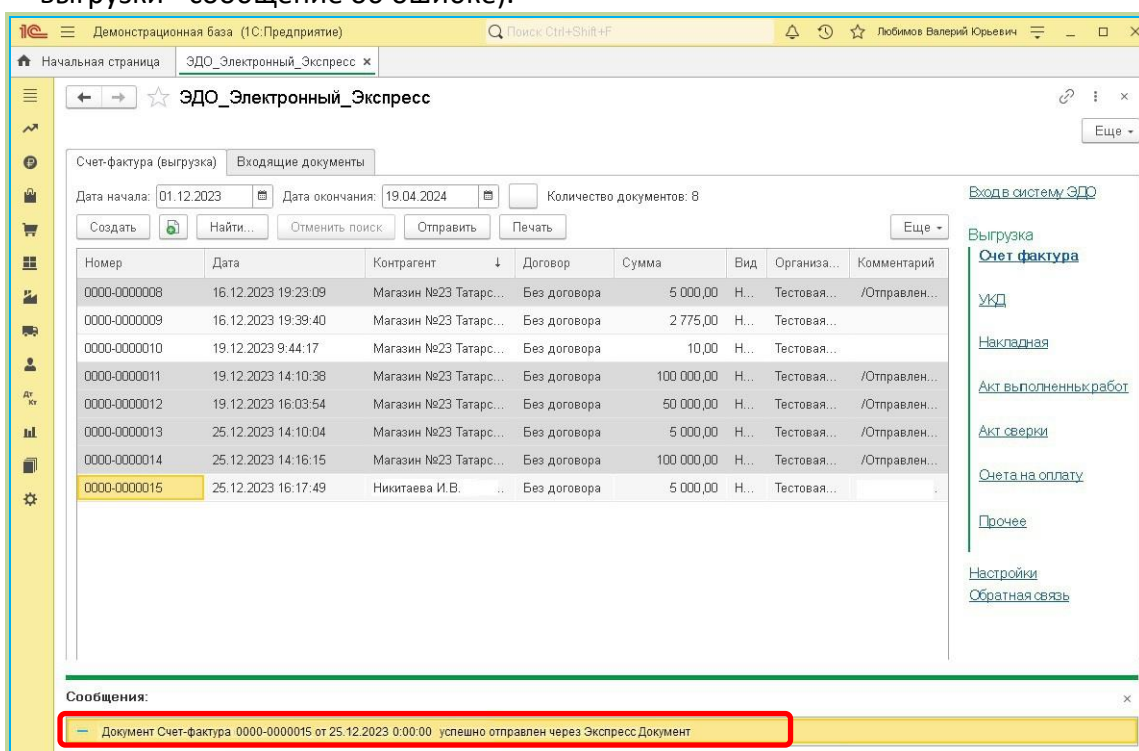 выгрузки - сообщение об ошибке).
1С Демонстрационная база (1С:Предприятие) Поиск Ctrl+Shift+F Любимов Валерий Юрьевич
Начальная страница ЭДО_Электронный_Экспресс ×
ЭДО_Электронный_Экспресс
Еще
Счет-фактура (выгрузка) Входящие документы
Дата начала: 01.12.2023 Дата окончания: 19.04.2024 Количество документов: 8
Вход в систему ЭДО
Создать Найти... Отменить поиск Отправить Печать Еще
Выгрузка
Номер Дата Контрагент ↓ Договор Сумма Вид Организа... Комментарий
Счет фактура
0000-0000008 16.12.2023 19:23:09 Магазин №23 Татарс... Без договора 5 000,00 Н... Тестовая... /Отправлен...
УКД
0000-0000009 16.12.2023 19:39:40 Магазин №23 Татарс... Без договора 2 775,00 Н... Тестовая...
0000-0000010 19.12.2023 9:44:17 Магазин №23 Татарс... Без договора 10,00 Н... Тестовая...
Накладная
0000-0000011 19.12.2023 14:10:38 Магазин №23 Татарс... Без договора 100 000,00 Н... Тестовая... /Отправлен...
Акт выполненных работ
0000-0000012 19.12.2023 16:03:54 Магазин №23 Татарс... Без договора 50 000,00 Н... Тестовая... /Отправлен...
0000-0000013 25.12.2023 14:10:04 Магазин №23 Татарс... Без договора 5 000,00 Н... Тестовая... /Отправлен...
Акт сверки
0000-0000014 25.12.2023 14:16:15 Магазин №23 Татарс... Без договора 100 000,00 Н... Тестовая... /Отправлен...
Счета на оплату
0000-0000015 25.12.2023 16:17:49 Никитаева И.В. .. Без договора 5 000,00 Н... Тестовая... .
Прочее
Настройки
Обратная связь
Сообщения: ×
— Документ Счет-фактура 0000-0000015 от 25.12.2023 0:00:00 успешно отправлен через Экспресс Документ